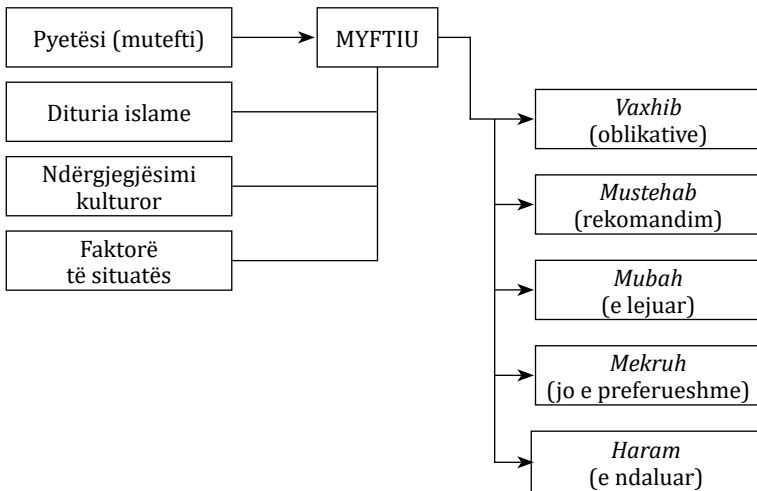 Pyetësi (mutefti)
MYFTIU
Dituria islame
Ndërgjegjësimi
kulturor
Faktorë
të situatës
Vaxhib
(oblikative)
Mustehab
(rekomandim)
Mubah
(e lejuar)
Mekruh
(jo e preferueshme)
Haram
(e ndaluar)